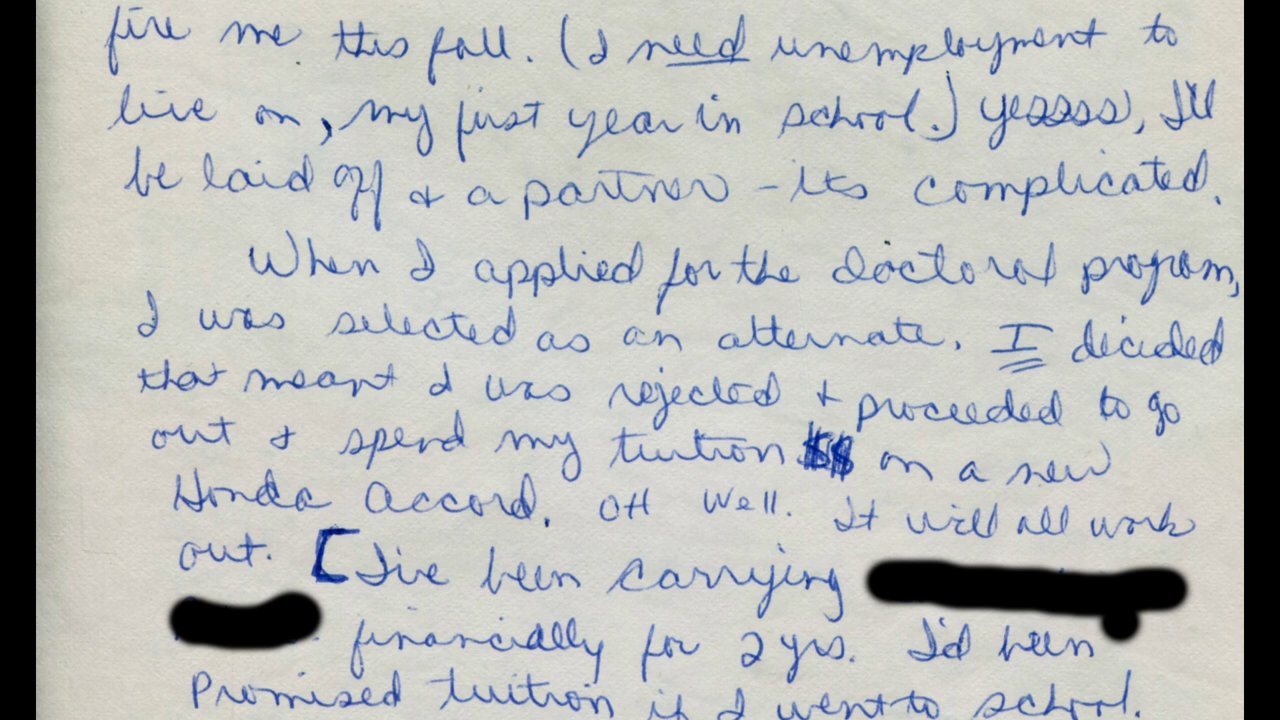 fire me this fall. (I need unemployment to
live on, my first year in school.) yessss, I'll
be laid off & a partner - its complicated.
When I applied for the doctoral program,
I was selected as an alternate. I decided
that meant I was rejected & proceeded to go
out & spend my tuition $$ on a new
Honda Accord. OH well. It will all work
out. [I've been carrying
financially for 2 yrs. I'd been
promised tuition if I went to school.